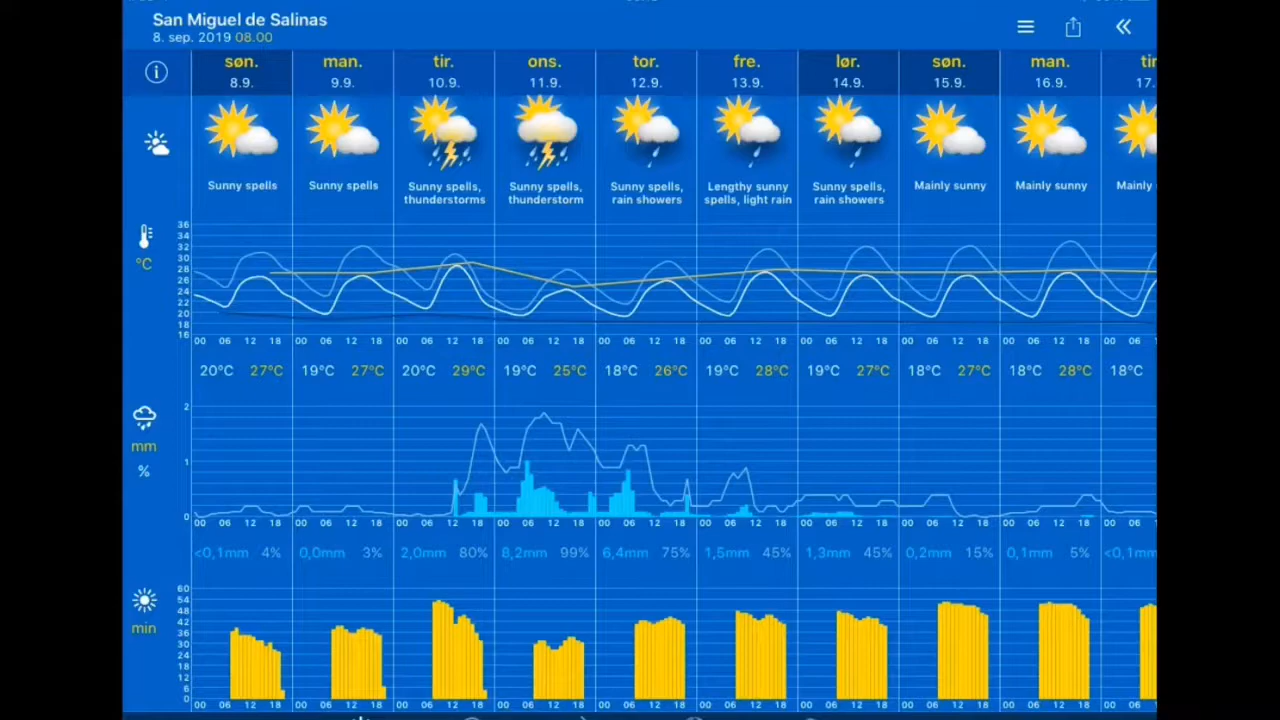 San Miguel de Salinas
8. sep. 2019 08.00
søn. man. tir. ons. tor. fre. lør. søn. man. tir
8.9. 9.9. 10.9. 11.9. 12.9. 13.9. 14.9. 15.9. 16.9. 17.
Sunny spells Sunny spells Sunny spells, Sunny spells, Sunny spells, Lengthy sunny Sunny spells, Mainly sunny Mainly sunny Mainly
thunderstorms thunderstorm rain showers spells, light rain rain showers
°C
36
34
32
30
28
26
24
22
20
18
16
00 06 12 18 00 06 12 18 00 06 12 18 00 06 12 18 00 06 12 18 00 06 12 18 00 06 12 18 00 06 12 18 00 06 12 18 00 06
20°C 27°C 19°C 27°C 20°C 29°C 19°C 25°C 18°C 26°C 19°C 28°C 19°C 27°C 18°C 27°C 18°C 28°C 18°C
mm
%
2
1
0
00 06 12 18 00 06 12 18 00 06 12 18 00 06 12 18 00 06 12 18 00 06 12 18 00 06 12 18 00 06 12 18 00 06 12 18 00 06
<0,1mm 4% 0,0mm 3% 2,0mm 80% 8,2mm 99% 6,4mm 75% 1,5mm 45% 1,3mm 45% 0,2mm 15% 0,1mm 5% <0,1mm
min
60
54
48
42
36
30
24
18
12
6
0
00 06 12 18 00 06 12 18 00 06 12 18 00 06 12 18 00 06 12 18 00 06 12 18 00 06 12 18 00 06 12 18 00 06 12 18 00 06